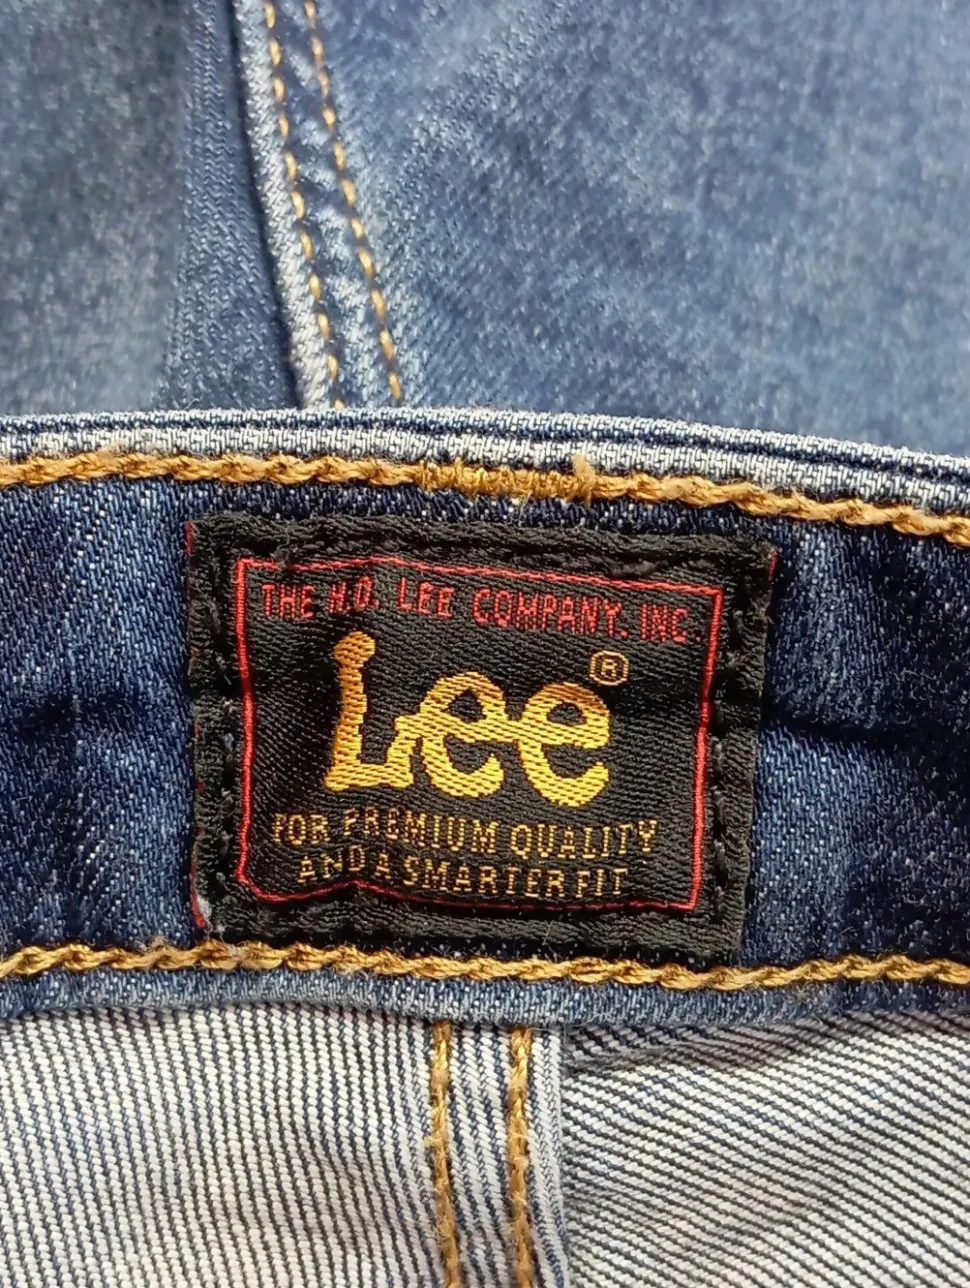 THE H.D. LEE COMPANY. INC.
Lee®
FOR PREMIUM QUALITY
AND A SMARTER FIT